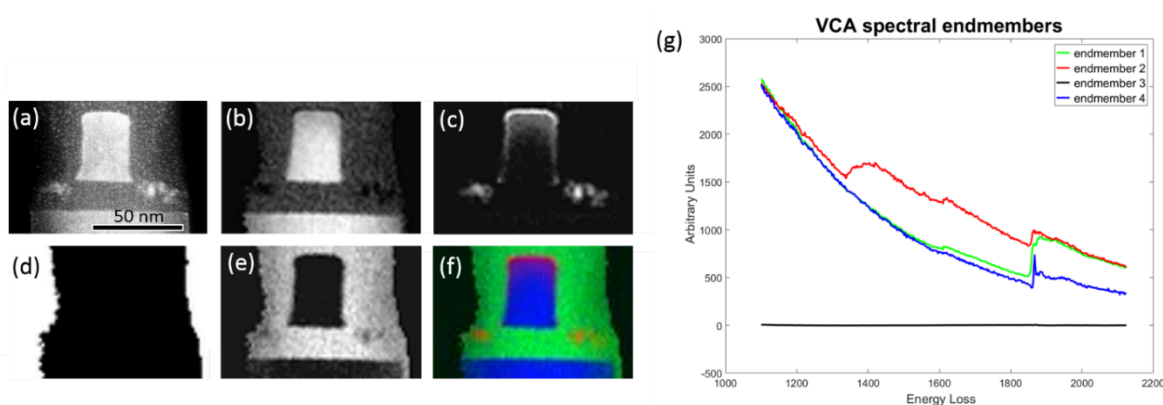 (a)
(b)
(c)
50 nm
(d)
(e)
(f)
(g)
VCA spectral endmembers
3000
2500
2000
1500
1000
500
0
-500
Arbitrary Units
endmember 1
endmember 2
endmember 3
endmember 4
1000 1200 1400 1600 1800 2000 2200
Energy Loss